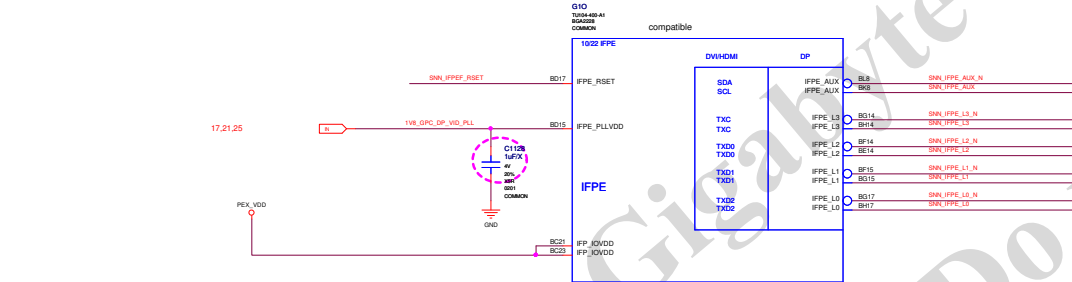 G1O
TU104-400-A1
BGA2228
COMMON
compatible
10/22 IFPE
DVI/HDMI DP
SNN_IFPEF_RSET BD17 IFPE_RSET
SDA IFPE_AUX BL8 SNN_IFPE_AUX_N
SCL IFPE_AUX BK8 SNN_IFPE_AUX
17,21,25 IN 1V8_GPC_DP_VID_PLL BD15 IFPE_PLLVDD
TXC IFPE_L3 BG14 SNN_IFPE_L3_N
TXC IFPE_L3 BH14 SNN_IFPE_L3
TXD0 IFPE_L2 BF14 SNN_IFPE_L2_N
TXD0 IFPE_L2 BE14 SNN_IFPE_L2
C1128
1uF/X
4V
20%
0201
COMMON
TXD1 IFPE_L1 BF15 SNN_IFPE_L1_N
TXD1 IFPE_L1 BG15 SNN_IFPE_L1
IFPE
TXD2 IFPE_L0 BG17 SNN_IFPE_L0_N
TXD2 IFPE_L0 BH17 SNN_IFPE_L0
GND
PEX_VDD
BC21 IFP_IOVDD
BC23 IFP_IOVDD
Gigabyte
Do